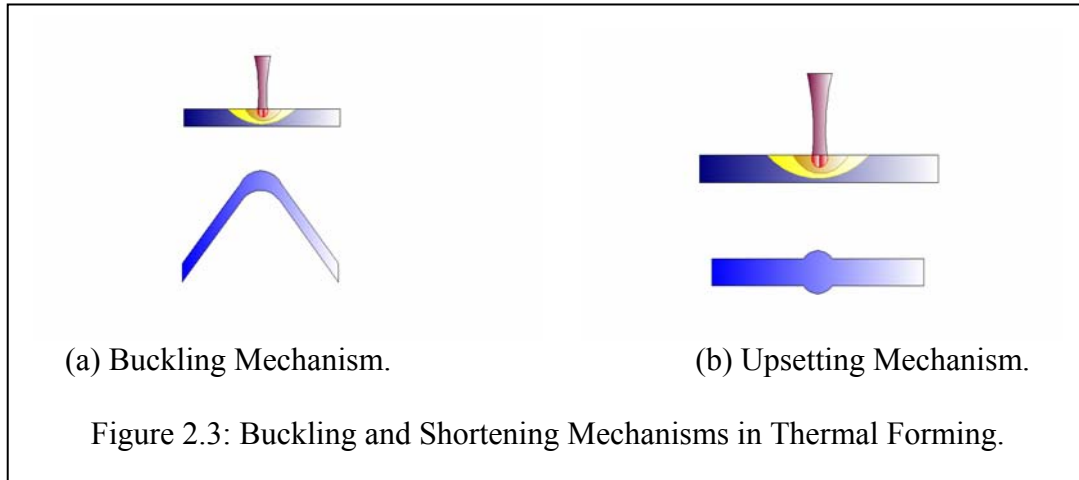 (a) Buckling Mechanism.
(b) Upsetting Mechanism.
Figure 2.3: Buckling and Shortening Mechanisms in Thermal Forming.